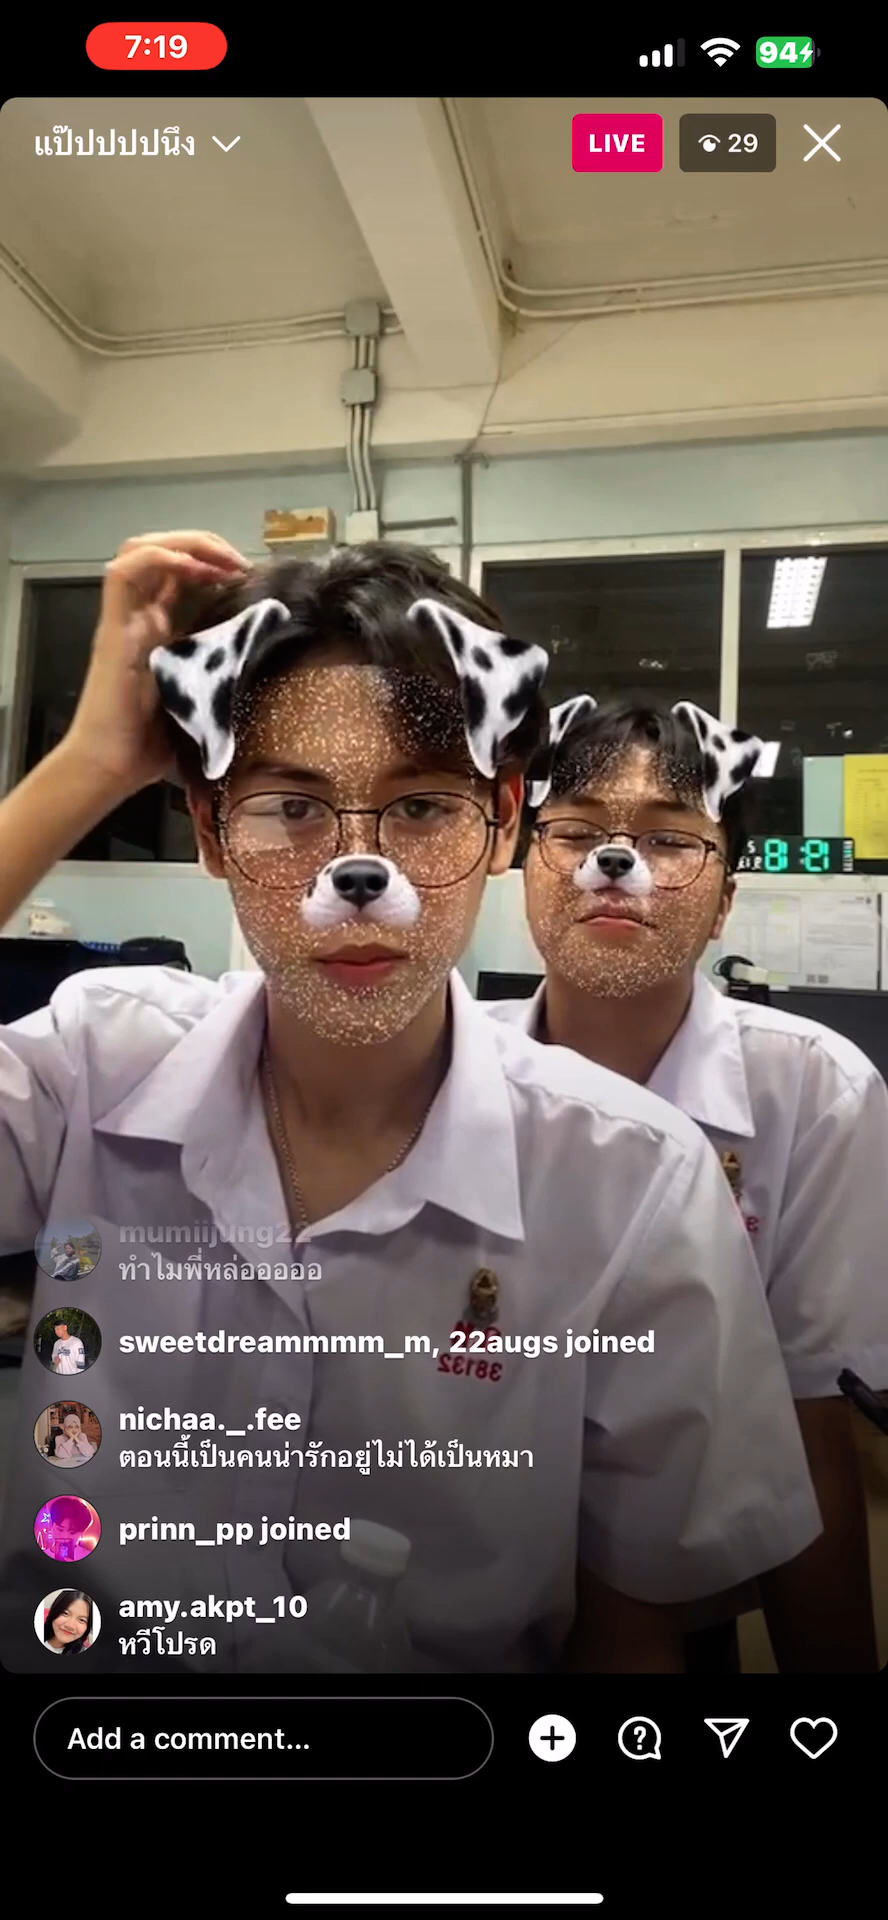 7:19
94
แป๊ปปปปปนึง
LIVE
29
mumiijung22
ทำไมพี่หล่อออออ
sweetdreammmm_m, 22augs joined
38132
nichaa._.fee
ตอนนี้เป็นคนน่ารักอยู่ไม่ได้เป็นหมา
prinn_pp joined
amy.akpt_10
หวีโปรด
Add a comment...